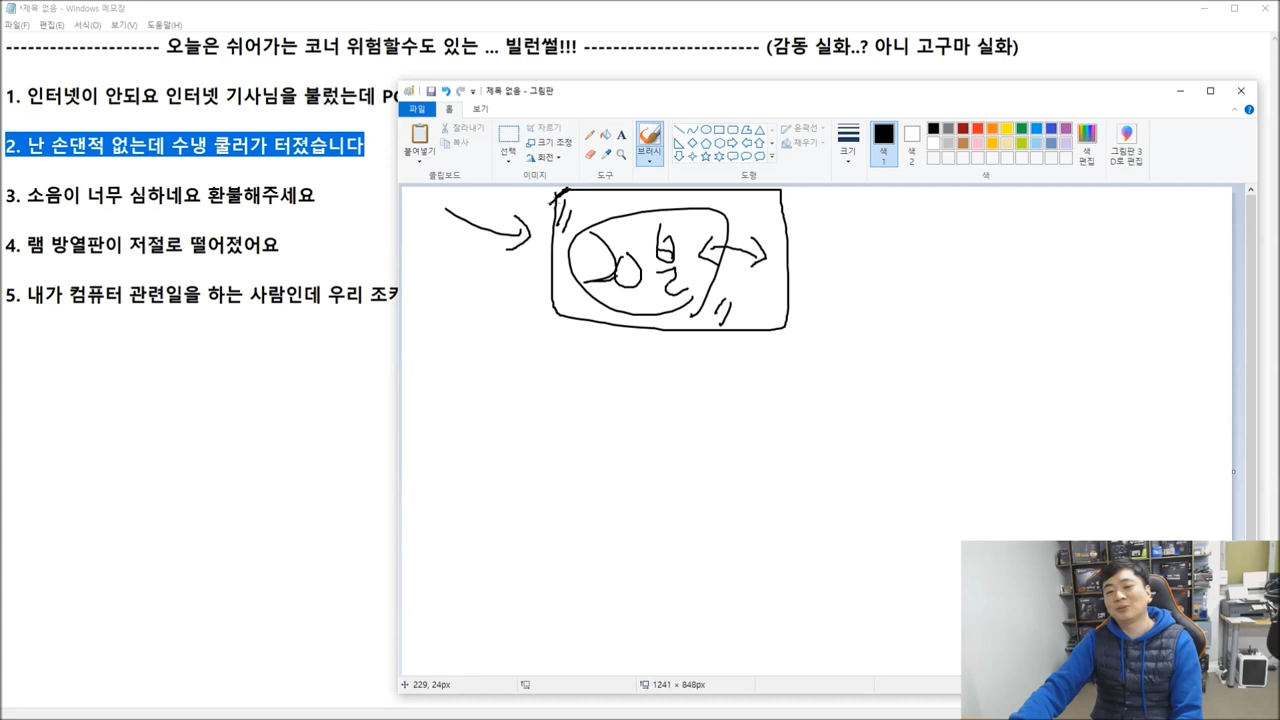 *제목 없음 - Windows 메모장
파일(F) 편집(E) 서식(O) 보기(V) 도움말(H)
--------------------- 오늘은 쉬어가는 코너 위험할수도 있는 ... 빌런썰!!! ------------------------ (감동 실화..? 아니 고구마 실화)
1. 인터넷이 안되요 인터넷 기사님을 불렀는데 PC
2. 난 손댄적 없는데 수냉 쿨러가 터졌습니다
3. 소음이 너무 심하네요 환불해주세요
4. 램 방열판이 저절로 떨어졌어요
5. 내가 컴퓨터 관련일을 하는 사람인데 우리 조카
제목 없음 - 그림판
파일 홈 보기
붙여넣기
잘라내기
복사
클립보드
선택
자르기
크기 조정
회전
이미지
A
도구
브러시
윤곽선
채우기
도형
크기
색 1
색 2
색 편집
그림판 3D로 편집
색
229, 24px
1241 × 848px